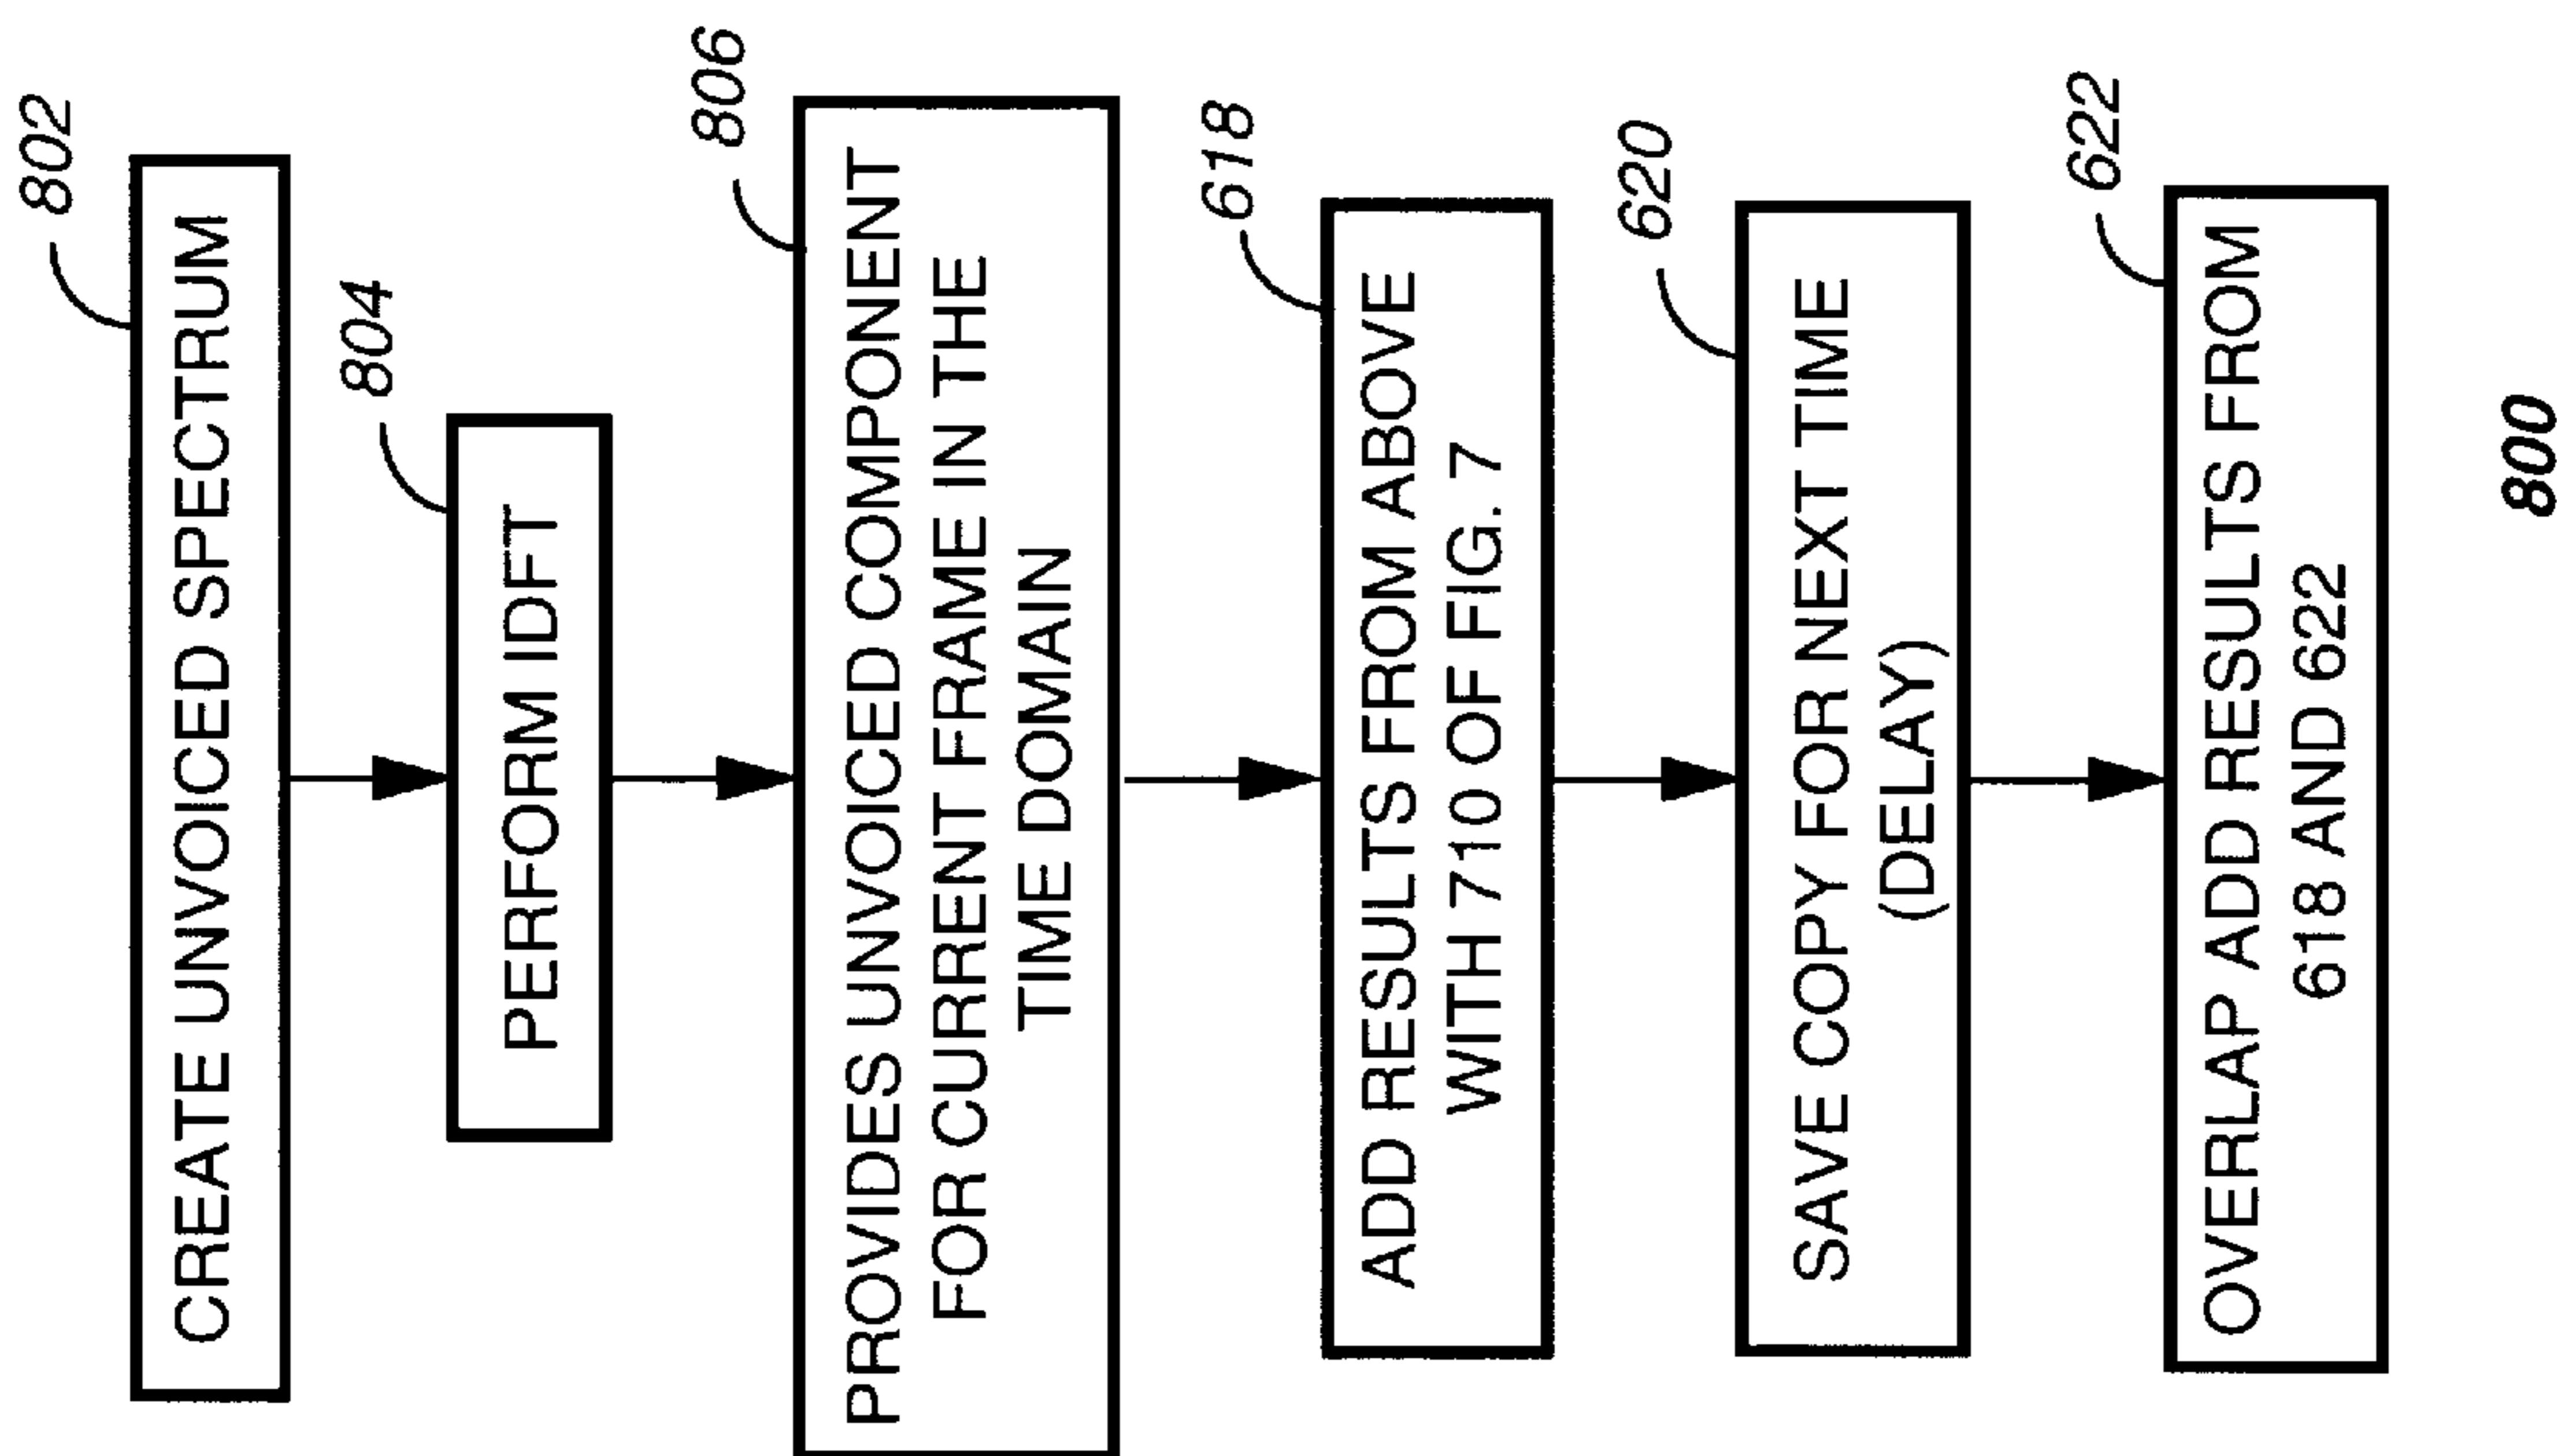 802
CREATE UNVOICED SPECTRUM
804
PERFORM IDFT
806
PROVIDES UNVOICED COMPONENT
FOR CURRENT FRAME IN THE
TIME DOMAIN
618
ADD RESULTS FROM ABOVE
WITH 710 OF FIG. 7
620
SAVE COPY FOR NEXT TIME
(DELAY)
622
OVERLAP ADD RESULTS FROM
618 AND 622
800